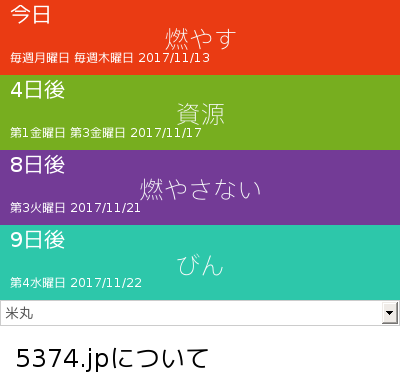 今日
燃やす
毎週月曜日 毎週木曜日 2017/11/13
4日後
資源
第1金曜日 第3金曜日 2017/11/17
8日後
燃やさない
第3火曜日 2017/11/21
9日後
びん
第4水曜日 2017/11/22
米丸
5374.jpについて